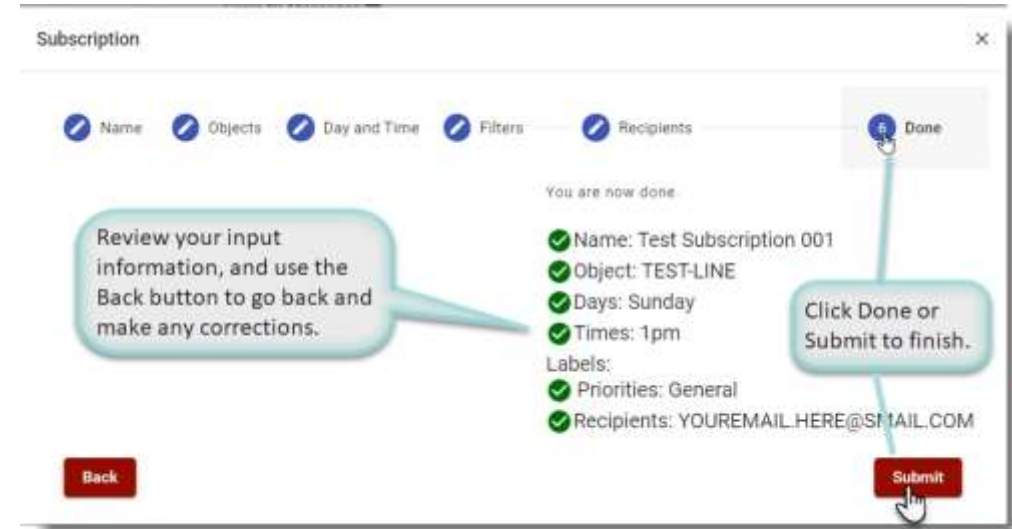 Subscription ×
Name Objects Day and Time Filters Recipients 6 Done
You are now done.
Review your input
information, and use the
Back button to go back and
make any corrections.
Name: Test Subscription 001
Object: TEST-LINE
Days: Sunday
Times: 1pm
Labels:
Priorities: General
Recipients: YOUREMAIL.HERE@SMAIL.COM
Click Done or
Submit to finish.
Back
Submit